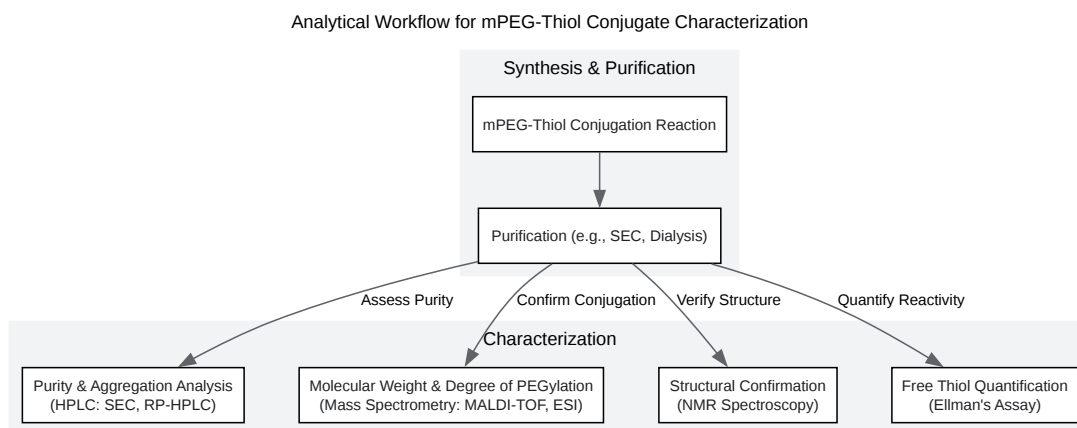 Analytical Workflow for mPEG-Thiol Conjugate Characterization
Synthesis & Purification
mPEG-Thiol Conjugation Reaction
Purification (e.g., SEC, Dialysis)
Assess Purity
Confirm Conjugation
Verify Structure
Quantify Reactivity
Characterization
Purity & Aggregation Analysis
(HPLC: SEC, RP-HPLC)
Molecular Weight & Degree of PEGylation
(Mass Spectrometry: MALDI-TOF, ESI)
Structural Confirmation
(NMR Spectroscopy)
Free Thiol Quantification
(Ellman's Assay)